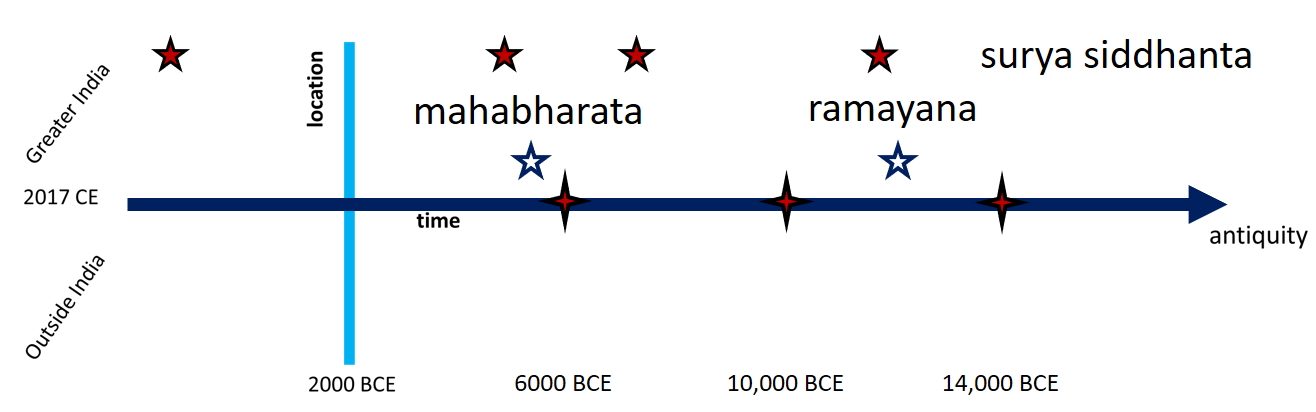 surya siddhanta
location
mahabharata
ramayana
Greater India
2017 CE
time
antiquity
Outside India
2000 BCE
6000 BCE
10,000 BCE
14,000 BCE